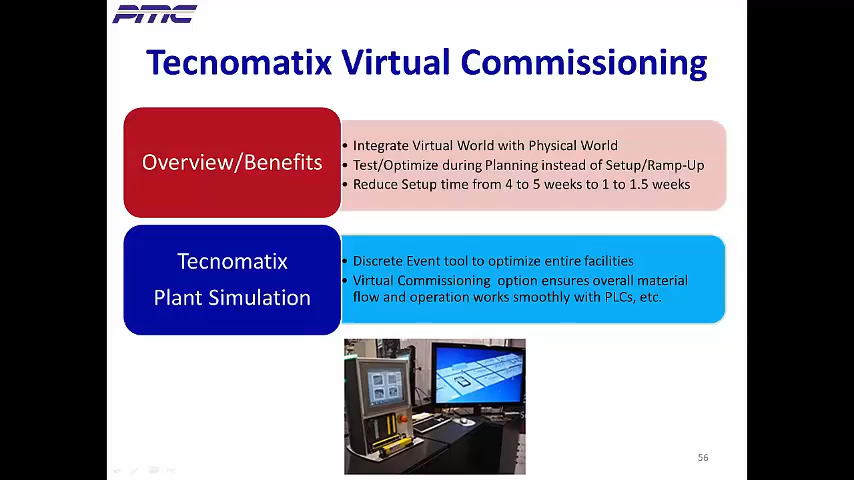 PMC
Tecnomatix Virtual Commissioning
Overview/Benefits
• Integrate Virtual World with Physical World
• Test/Optimize during Planning instead of Setup/Ramp-Up
• Reduce Setup time from 4 to 5 weeks to 1 to 1.5 weeks
Tecnomatix
Plant Simulation
• Discrete Event tool to optimize entire facilities
• Virtual Commissioning option ensures overall material
flow and operation works smoothly with PLCs, etc.
56